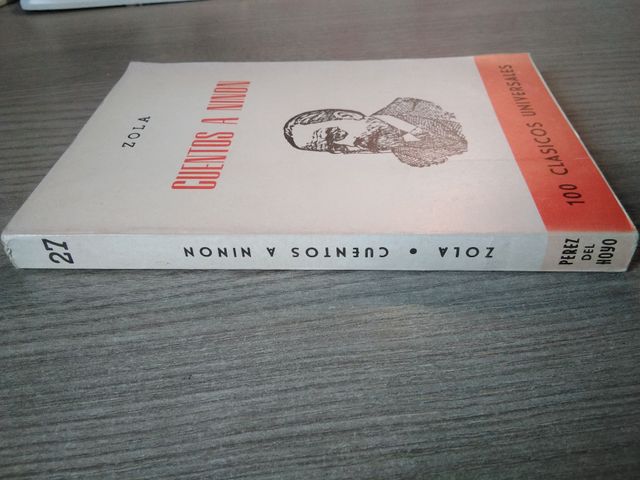 ZOLA
CUENTOS A NINON
100 CLASICOS UNIVERSALES
27
ZOLA • CUENTOS A NINON
PEREZ
DEL
HOYO